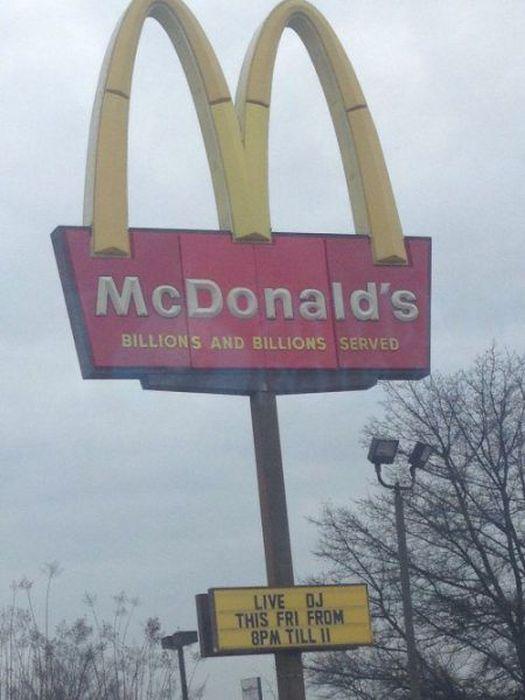 McDonald's
BILLIONS AND BILLIONS SERVED
LIVE DJ
THIS FRI FROM
8PM TILL 11